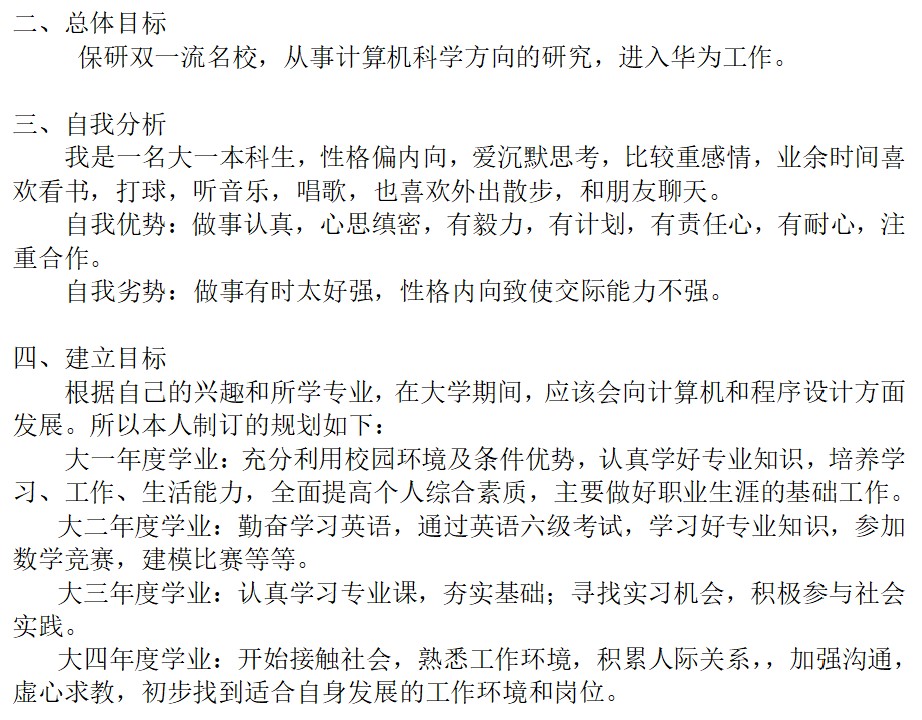 二、总体目标
保研双一流名校，从事计算机科学方向的研究，进入华为工作。
三、自我分析
我是一名大一本科生，性格偏内向，爱沉默思考，比较重感情，业余时间喜
欢看书，打球，听音乐，唱歌，也喜欢外出散步，和朋友聊天。
自我优势：做事认真，心思缜密，有毅力，有计划，有责任心，有耐心，注
重合作。
自我劣势：做事有时太好强，性格内向致使交际能力不强。
四、建立目标
根据自己的兴趣和所学专业，在大学期间，应该会向计算机和程序设计方面
发展。所以本人制订的规划如下：
大一年度学业：充分利用校园环境及条件优势，认真学好专业知识，培养学
习、工作、生活能力，全面提高个人综合素质，主要做好职业生涯的基础工作。
大二年度学业：勤奋学习英语，通过英语六级考试，学习好专业知识，参加
数学竞赛，建模比赛等等。
大三年度学业：认真学习专业课，夯实基础；寻找实习机会，积极参与社会
实践。
大四年度学业：开始接触社会，熟悉工作环境，积累人际关系，，加强沟通，
虚心求教，初步找到适合自身发展的工作环境和岗位。